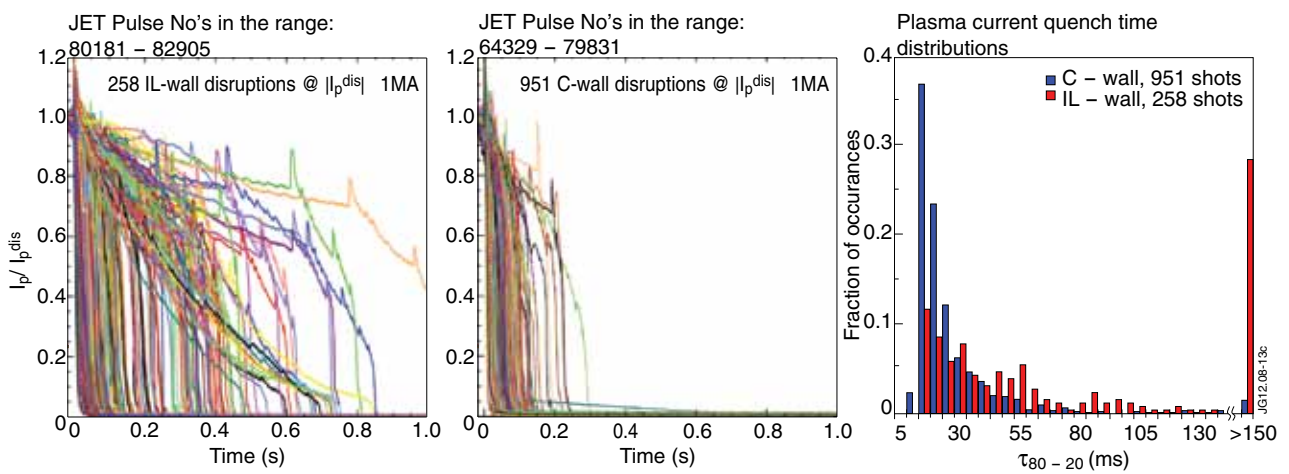 JET Pulse No's in the range:
80181 – 82905
258 IL-wall disruptions @ |Ip^dis| 1MA
Ip/ Ip^dis
1.2
1.0
0.8
0.6
0.4
0.2
0
0 0.2 0.4 0.6 0.8 1.0
Time (s)
JET Pulse No's in the range:
64329 – 79831
951 C-wall disruptions @ |Ip^dis| 1MA
1.2
1.0
0.8
0.6
0.4
0.2
0
0 0.2 0.4 0.6 0.8 1.0
Time (s)
Plasma current quench time
distributions
C – wall, 951 shots
IL – wall, 258 shots
Fraction of occurances
0.4
0.3
0.2
0.1
0
5 30 55 80 105 130 >150
τ80 – 20 (ms)
JG12.08-13c